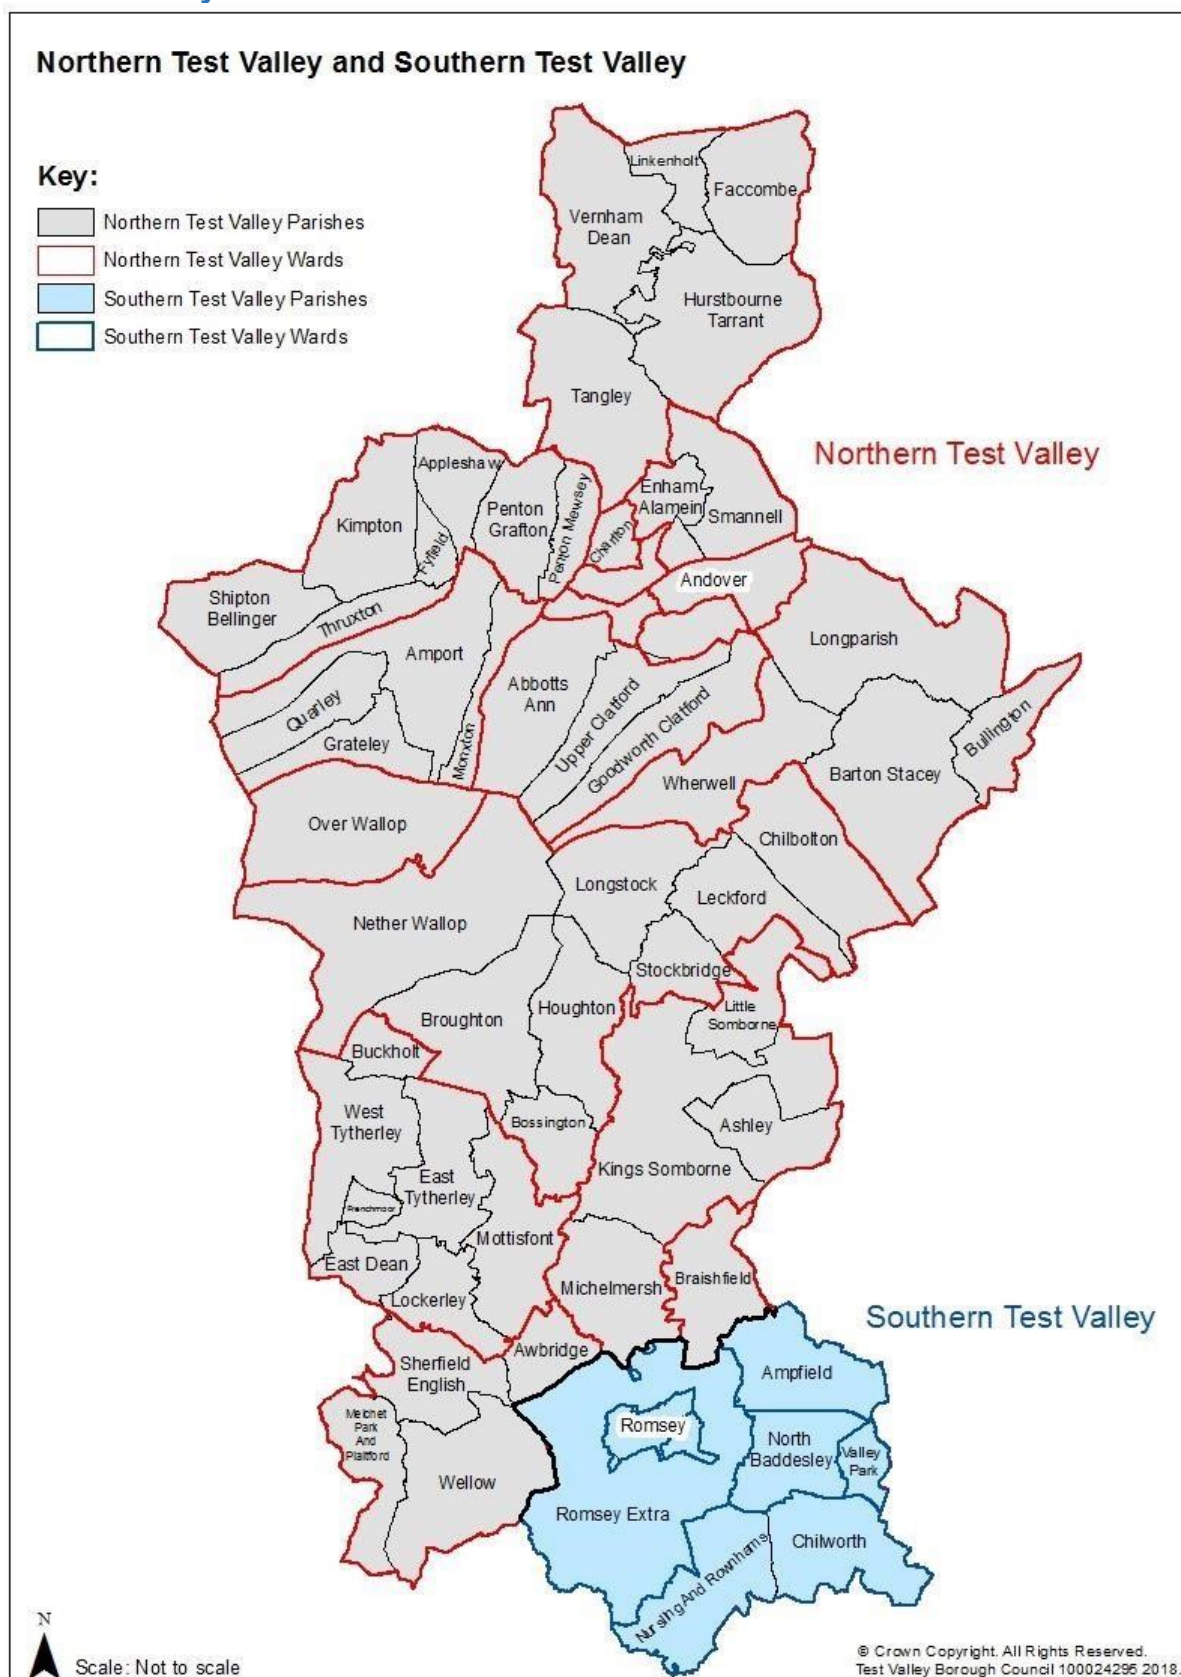 Northern Test Valley and Southern Test Valley
Key:
Northern Test Valley Parishes
Northern Test Valley Wards
Southern Test Valley Parishes
Southern Test Valley Wards
Linkenholt
Faccombe
Vernham
Dean
Hurstbourne
Tarrant
Tangley
Northern Test Valley
Appleshaw
Enham
Alamein
Smannell
Kimpton
Penton
Grafton
Penton Mewsey
Charlton
Fyfield
Andover
Shipton
Bellinger
Thruxton
Longparish
Amport
Abbotts
Ann
Upper Clatford
Goodworth Clatford
Quarley
Grateley
Monxton
Bullington
Barton Stacey
Wherwell
Over Wallop
Chilbolton
Longstock
Leckford
Nether Wallop
Stockbridge
Houghton
Little
Somborne
Broughton
Buckholt
West
Tytherley
Bossington
Ashley
Kings Somborne
East
Tytherley
Frenchmoor
Mottisfont
East Dean
Michelmersh
Braishfield
Lockerley
Southern Test Valley
Awbridge
Sherfield
English
Ampfield
Melchet
Park
And
Plaitford
Romsey
North
Baddesley
Valley
Park
Wellow
Romsey Extra
Chilworth
Nursling And Rownhams
N
Scale: Not to scale
© Crown Copyright. All Rights Reserved.
Test Valley Borough Council 100024295 2018.